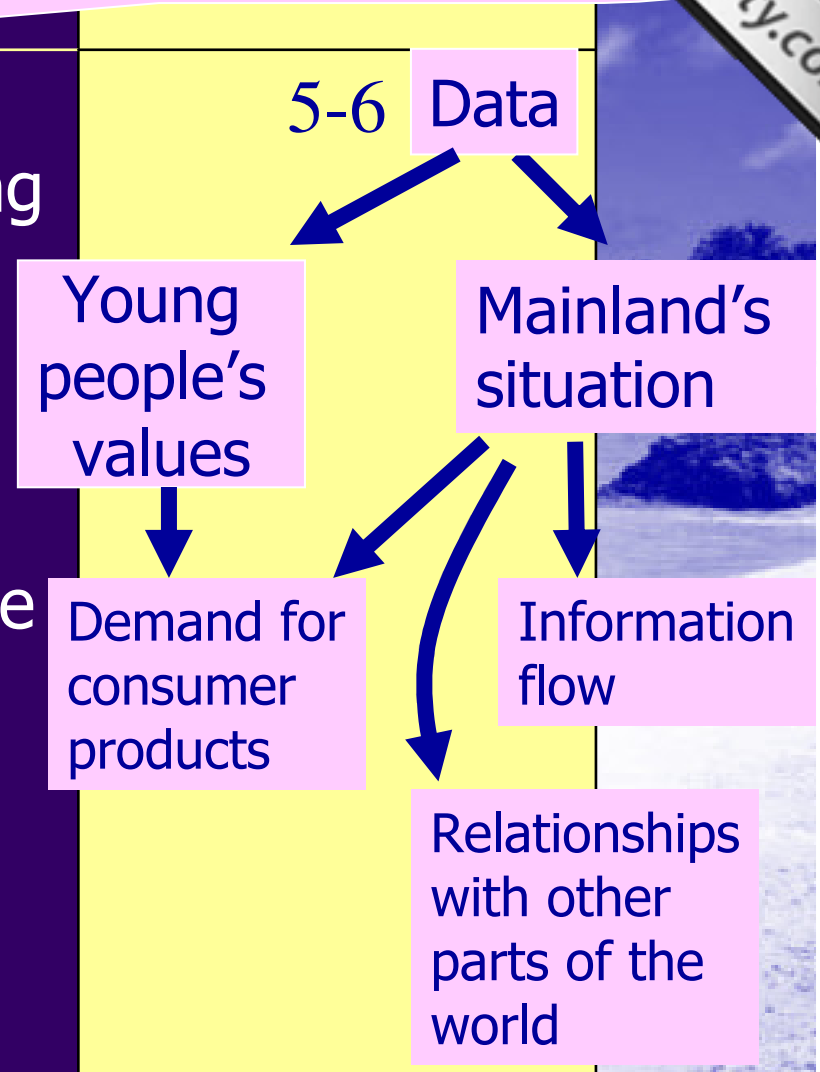 5-6 Data
Young
people's
values
Mainland's
situation
Demand for
consumer
products
Information
flow
Relationships
with other
parts of the
world